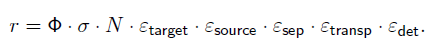 r = Φ · σ · N · ε_target · ε_source · ε_sep · ε_transp · ε_det.